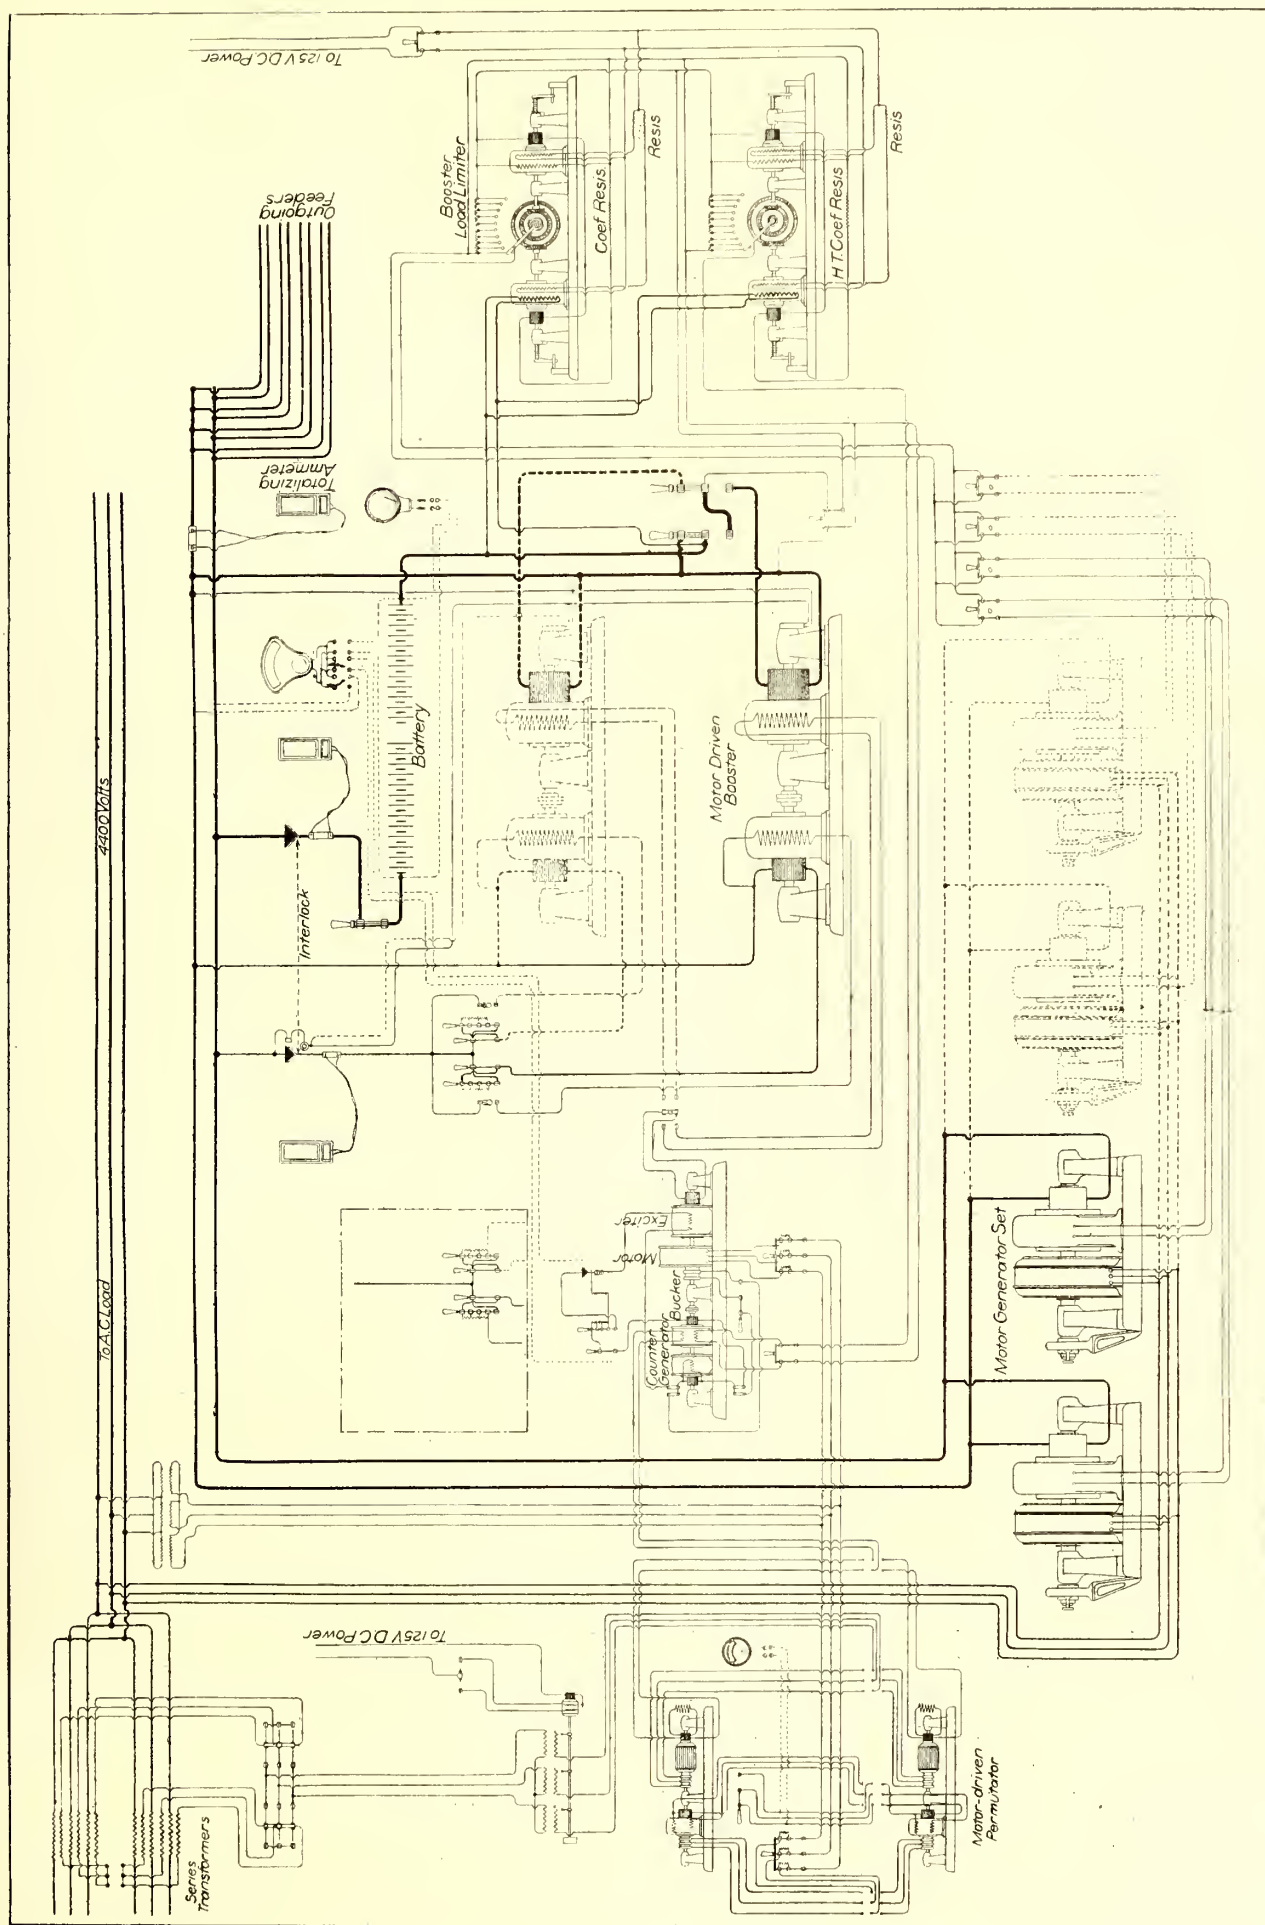 To 125 V D.C. Power
Outgoing
Feeders
Booster
Load Limiter
Coef Resis
Resis
H.T. Coef Resis
Resis
Totalizing
Ammeter
4400 Volts
Battery
Interlock
Motor Driven
Booster
To A.C. Load
Exciter
Motor
Bucker
Counter
Generator
Motor Generator Set
To 125 V D.C. Power
Series
Transformers
Motor-driven
Permutator